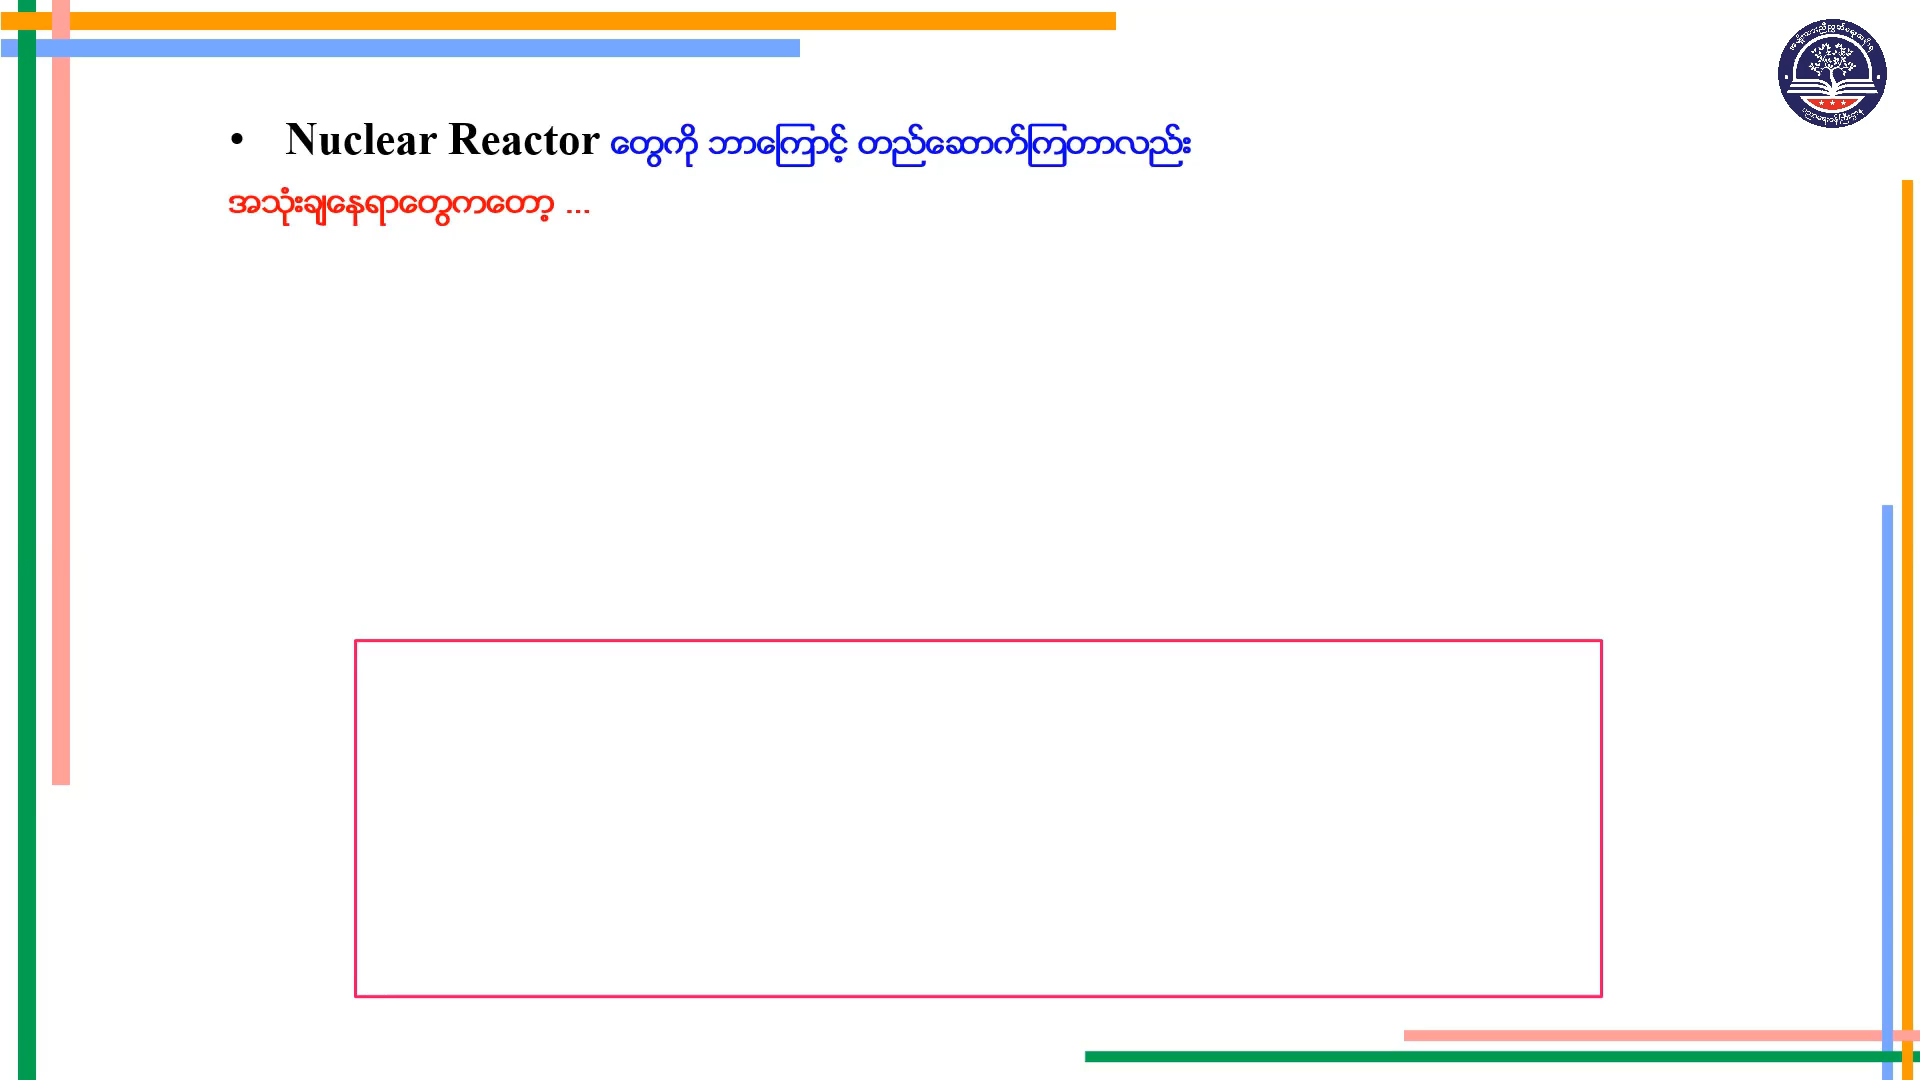 • Nuclear Reactor တွေကို ဘာကြောင့် တည်ဆောက်ကြတာလည်း
အသုံးချနေရာတွေကတော့ ...